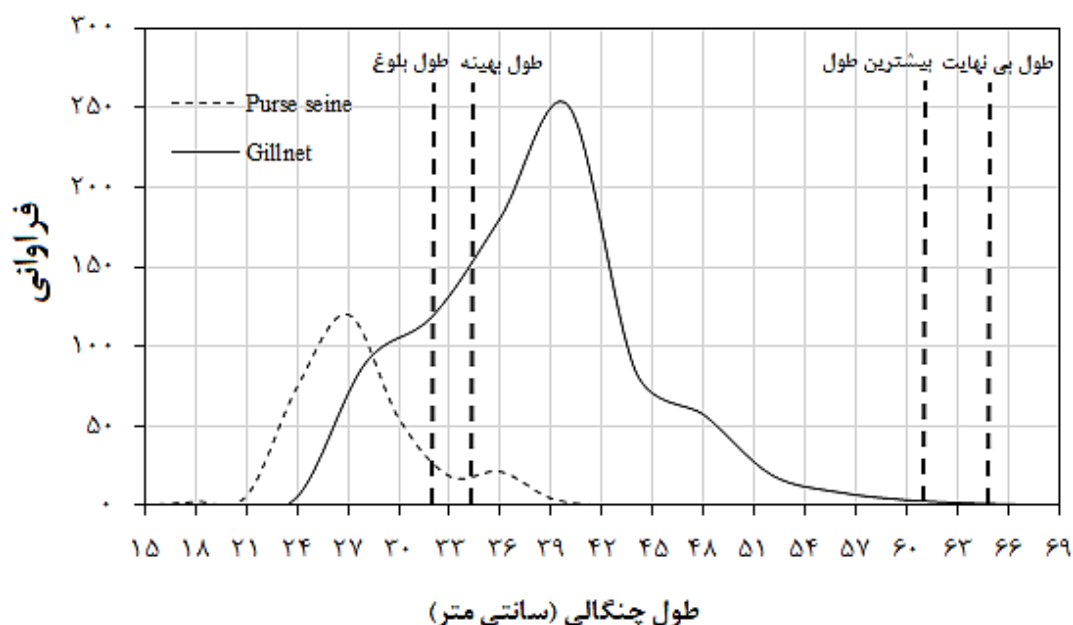 ۳۰۰
طول بلوغ
طول بهینه
بیشترین طول
طول بی نهایت
۲۵۰
Purse seine
Gillnet
۲۰۰
۱۵۰
۱۰۰
۵۰
۰
فراوانی
۱۵ ۱۸ ۲۱ ۲۴ ۲۷ ۳۰ ۳۳ ۳۶ ۳۹ ۴۲ ۴۵ ۴۸ ۵۱ ۵۴ ۵۷ ۶۰ ۶۳ ۶۶ ۶۹
طول چنگالی (سانتی متر)